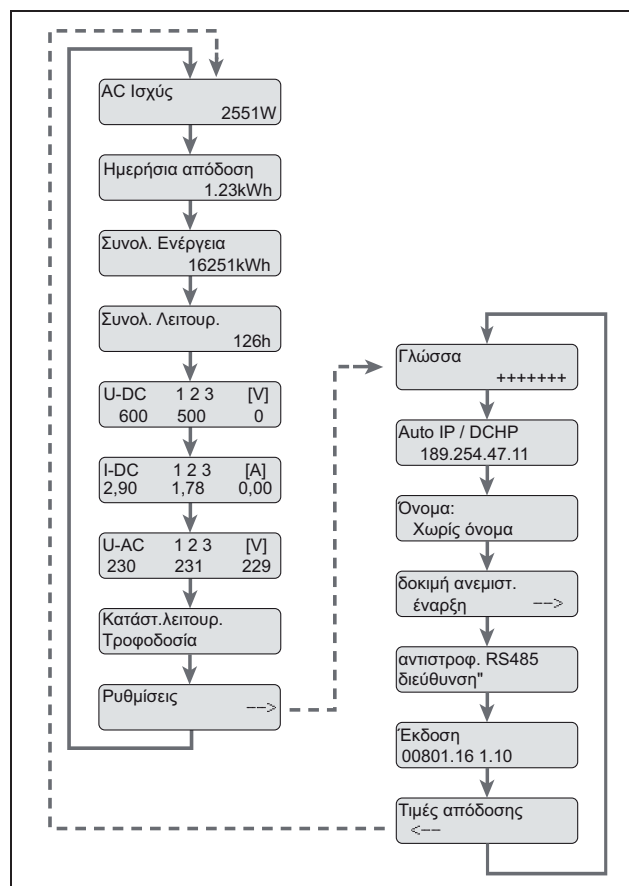 AC Ισχύς
2551W
Ημερήσια απόδοση
1.23kWh
Συνολ. Ενέργεια
16251kWh
Συνολ. Λειτουρ.
126h
U-DC 1 2 3 [V]
600 500 0
I-DC 1 2 3 [A]
2,90 1,78 0,00
U-AC 1 2 3 [V]
230 231 229
Κατάστ.λειτουρ.
Τροφοδοσία
Ρυθμίσεις
-->
Γλώσσα
+++++++
Auto IP / DCHP
189.254.47.11
Όνομα:
Χωρίς όνομα
δοκιμή ανεμιστ.
έναρξη -->
αντιστροφ. RS485
διεύθυνση"
Έκδοση
00801.16 1.10
Τιμές απόδοσης
<--